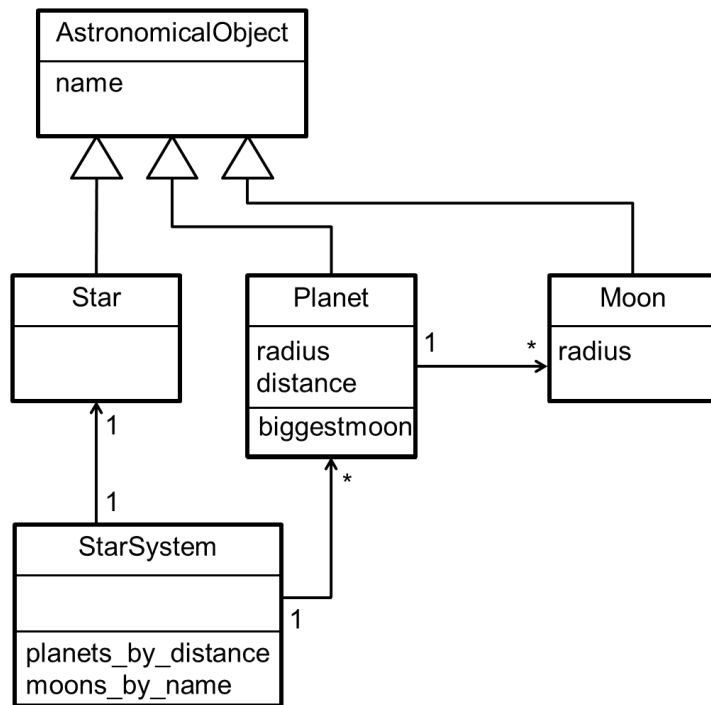 AstronomicalObject
name
Star
Planet
radius
distance
biggestmoon
Moon
radius
1
*
1
1
*
StarSystem
1
planets_by_distance
moons_by_name